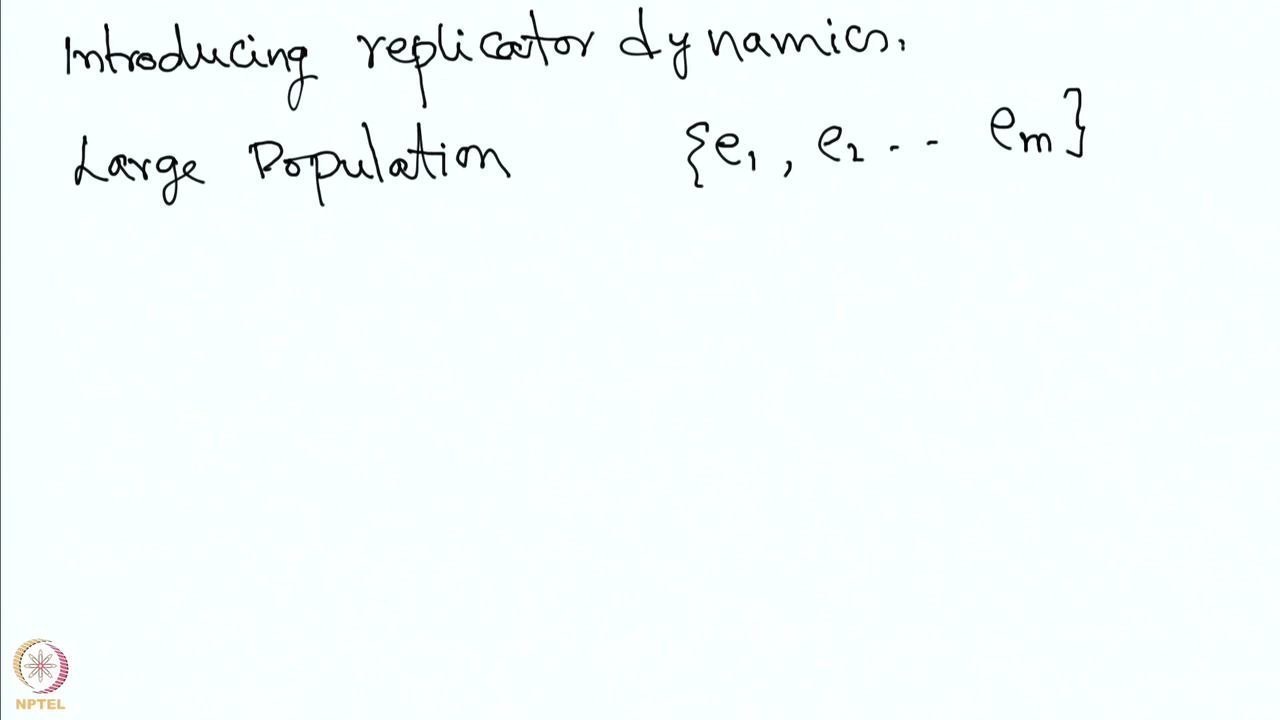 Introducing replicator dynamics.
Large Population {e₁, e₂ .. eₘ}
NPTEL